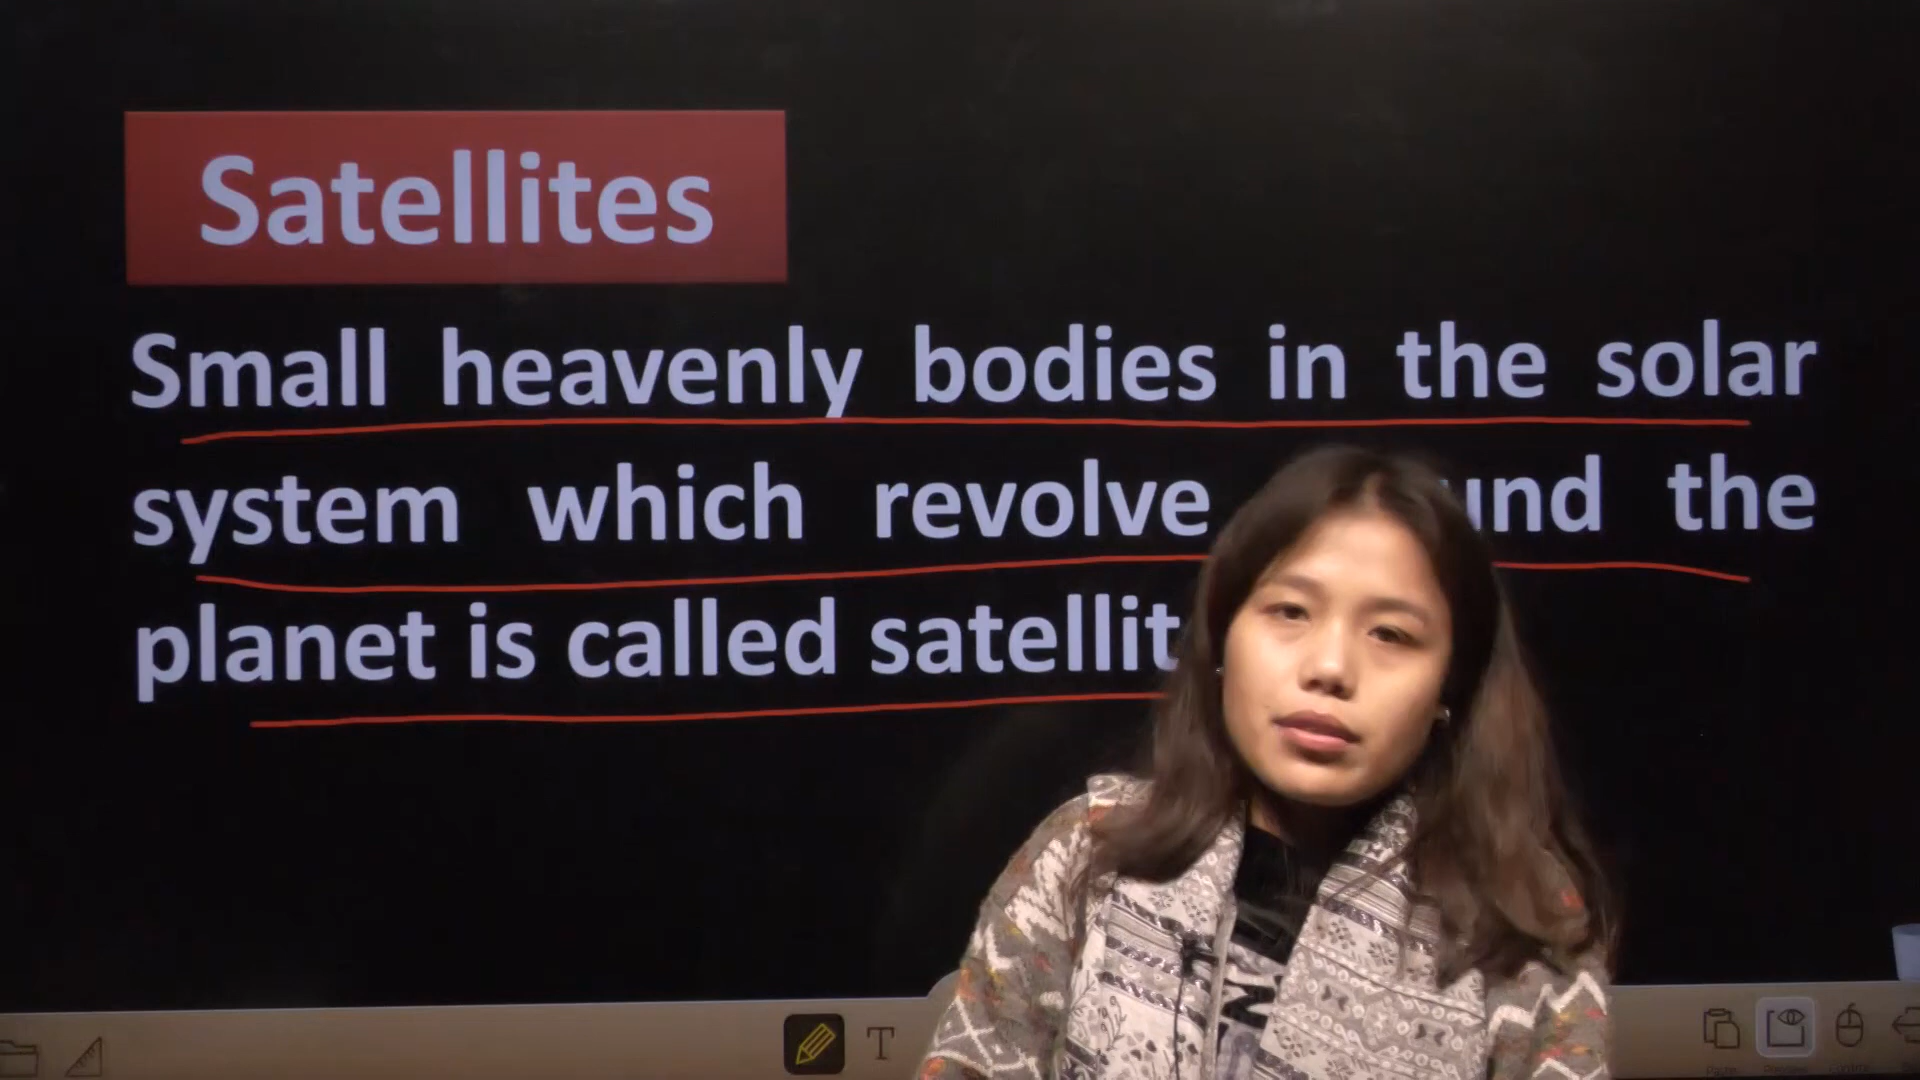 Satellites
Small heavenly bodies in the solar
system which revolve und the
planet is called satellit
T